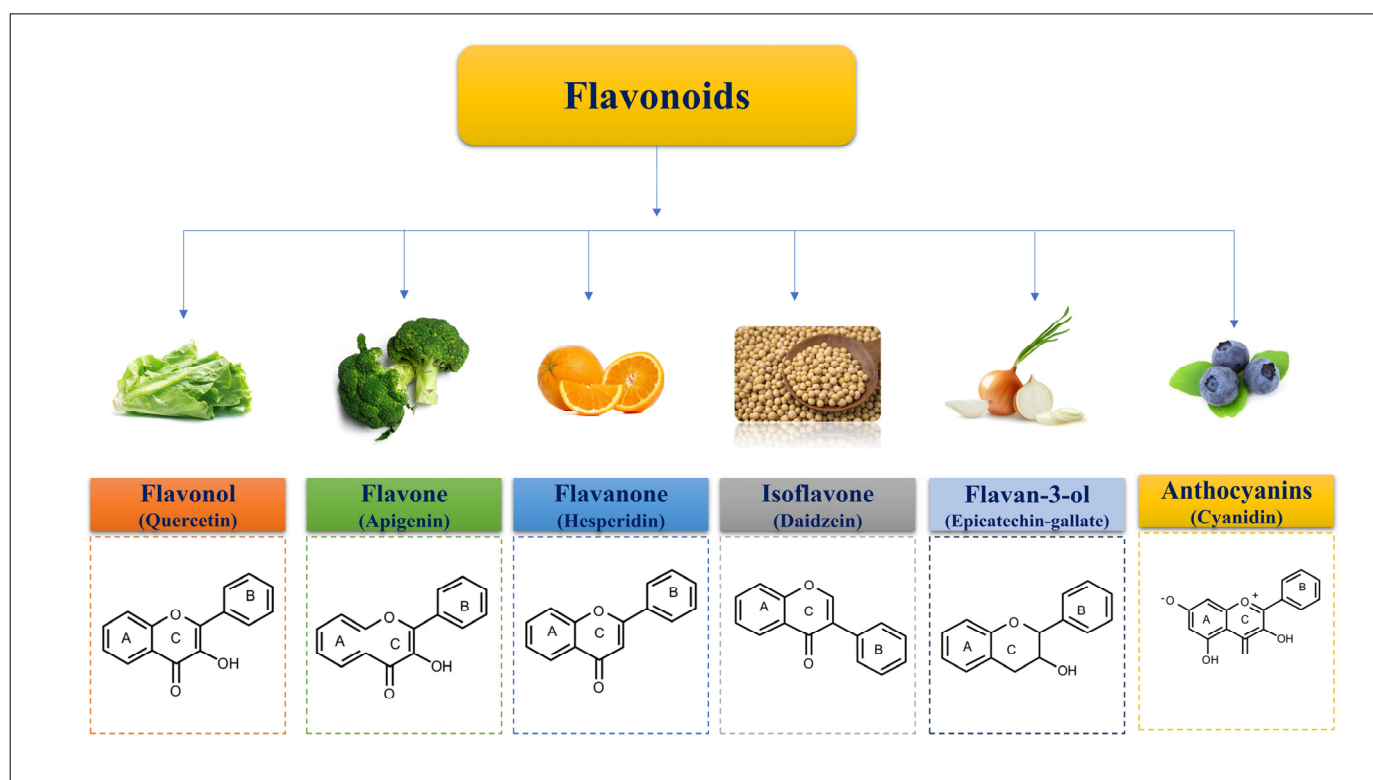 Flavonoids
Flavonol
(Quercetin)
Flavone
(Apigenin)
Flavanone
(Hesperidin)
Isoflavone
(Daidzein)
Flavan-3-ol
(Epicatechin-gallate)
Anthocyanins
(Cyanidin)
O
B
A
C
OH
O
O
B
A
C
OH
O
O
B
A
C
O
O
A
C
B
O
O
B
A
C
OH
B
⁻O
O⁺
A
C
OH
OH